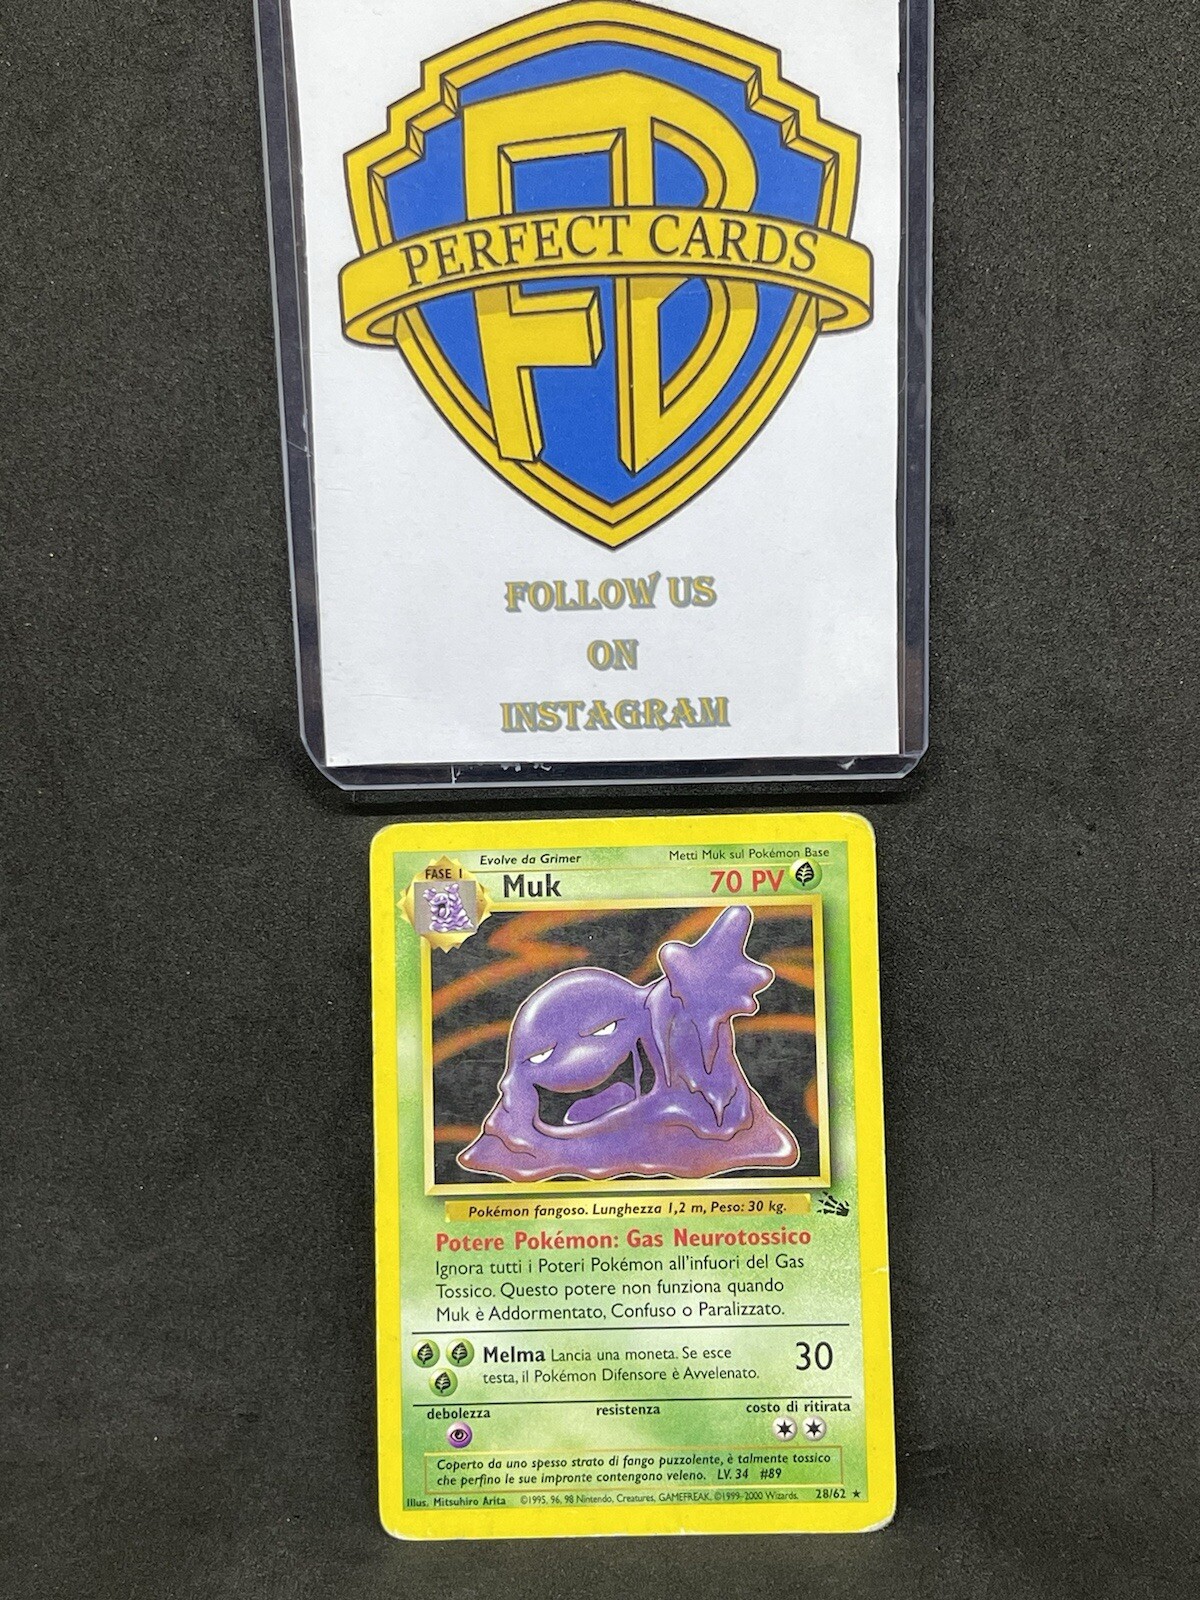 FB
PERFECT CARDS
FOLLOW US
ON
INSTAGRAM
Evolve da Grimer
Metti Muk sul Pokémon Base
FASE 1
Muk
70 PV
Pokémon fangoso. Lunghezza 1,2 m, Peso: 30 kg.
Potere Pokémon: Gas Neurotossico
Ignora tutti i Poteri Pokémon all'infuori del Gas
Tossico. Questo potere non funziona quando
Muk è Addormentato, Confuso o Paralizzato.
Melma Lancia una moneta. Se esce
testa, il Pokémon Difensore è Avvelenato.
30
debolezza
resistenza
costo di ritirata
Coperto da uno spesso strato di fango puzzolente, è talmente tossico
che perfino le sue impronte contengono veleno. LV. 34 #89
Illus. Mitsuhiro Arita ©1995, 96, 98 Nintendo, Creatures, GAMEFREAK. ©1999-2000 Wizards. 28/62 ★